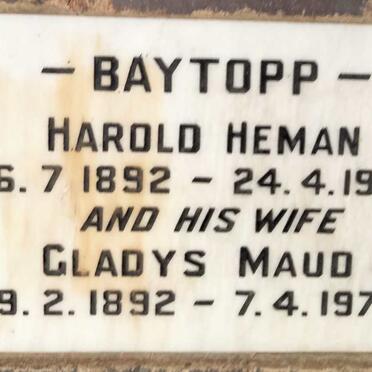 - BAYTOPP -
HAROLD HEMAN
6. 7 1892 - 24. 4. 19
AND HIS WIFE
GLADYS MAUD
9. 2. 1892 - 7. 4. 197